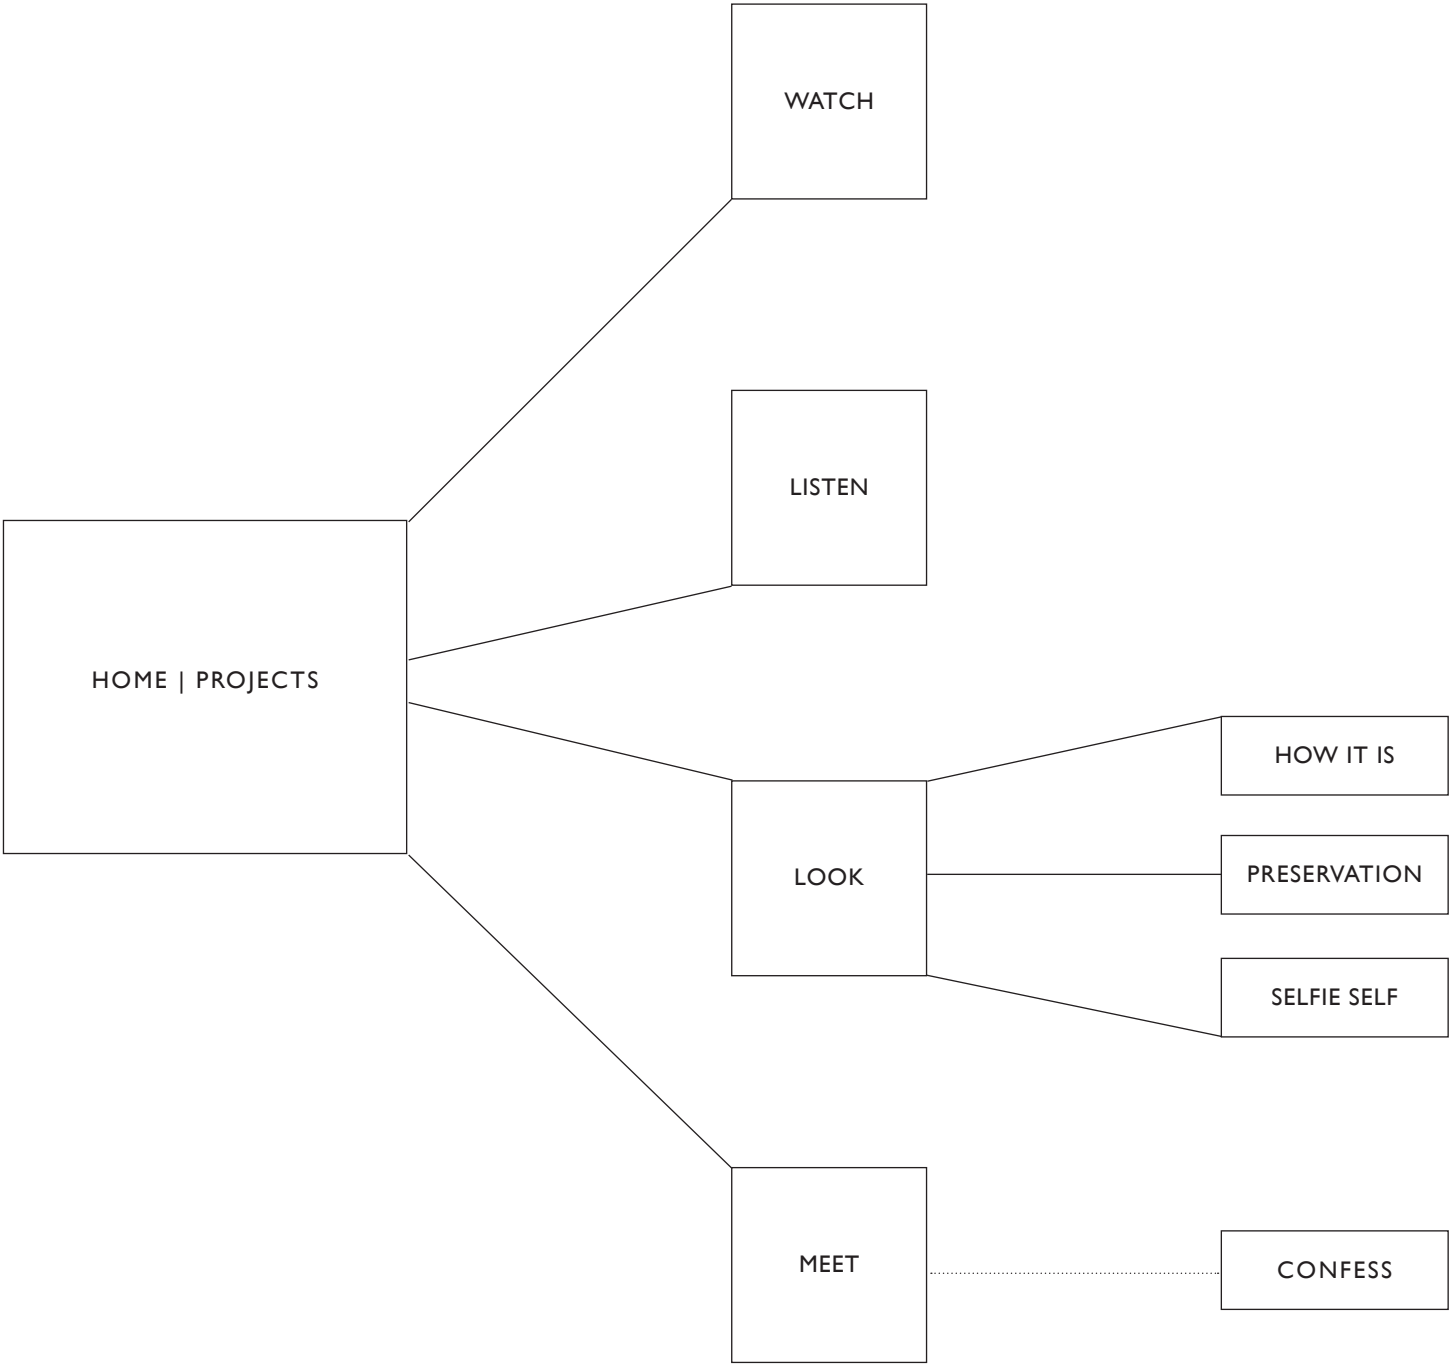 WATCH
LISTEN
HOME | PROJECTS
HOW IT IS
PRESERVATION
LOOK
SELFIE SELF
MEET
CONFESS